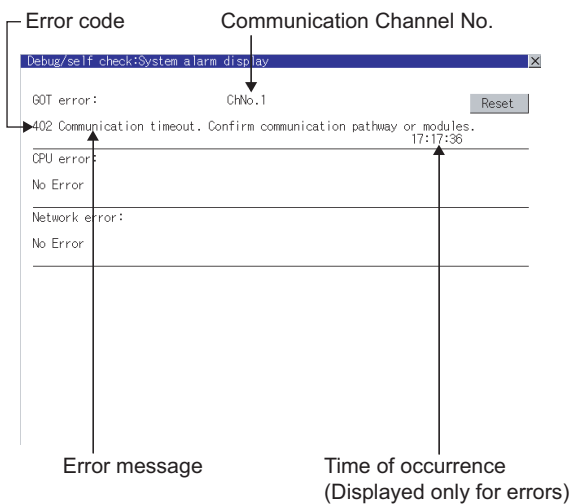 Error code
Communication Channel No.
Debug/self check:System alarm display
GOT error:
ChNo.1
Reset
402 Communication timeout. Confirm communication pathway or modules.
17:17:36
CPU error:
No Error
Network error:
No Error
Error message
Time of occurrence
(Displayed only for errors)